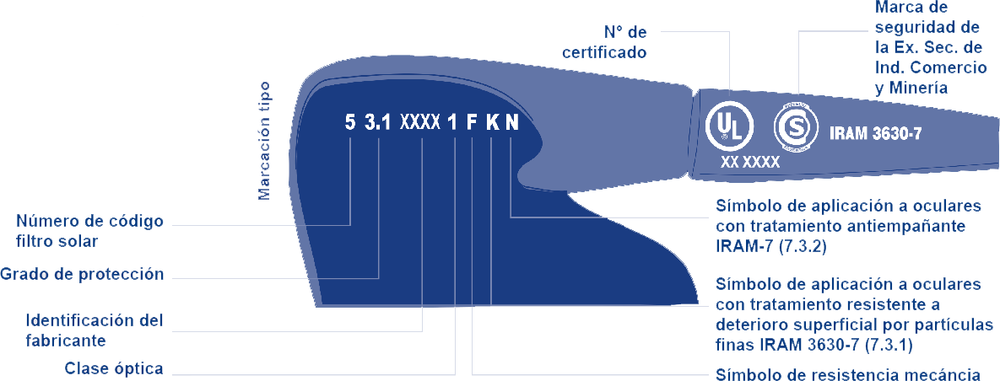 Marca de
seguridad de
la Ex. Sec. de
Ind. Comercio
y Minería
N° de
certificado
Marcación tipo
5 3.1 XXXX 1 F K N
UL
®
S
IRAM 3630-7
XX XXXX
Número de código
filtro solar
Grado de protección
Identificación del
fabricante
Clase óptica
Símbolo de aplicación a oculares
con tratamiento antiempañante
IRAM-7 (7.3.2)
Símbolo de aplicación a oculares
con tratamiento resistente a
deterioro superficial por partículas
finas IRAM 3630-7 (7.3.1)
Símbolo de resistencia mecáncia